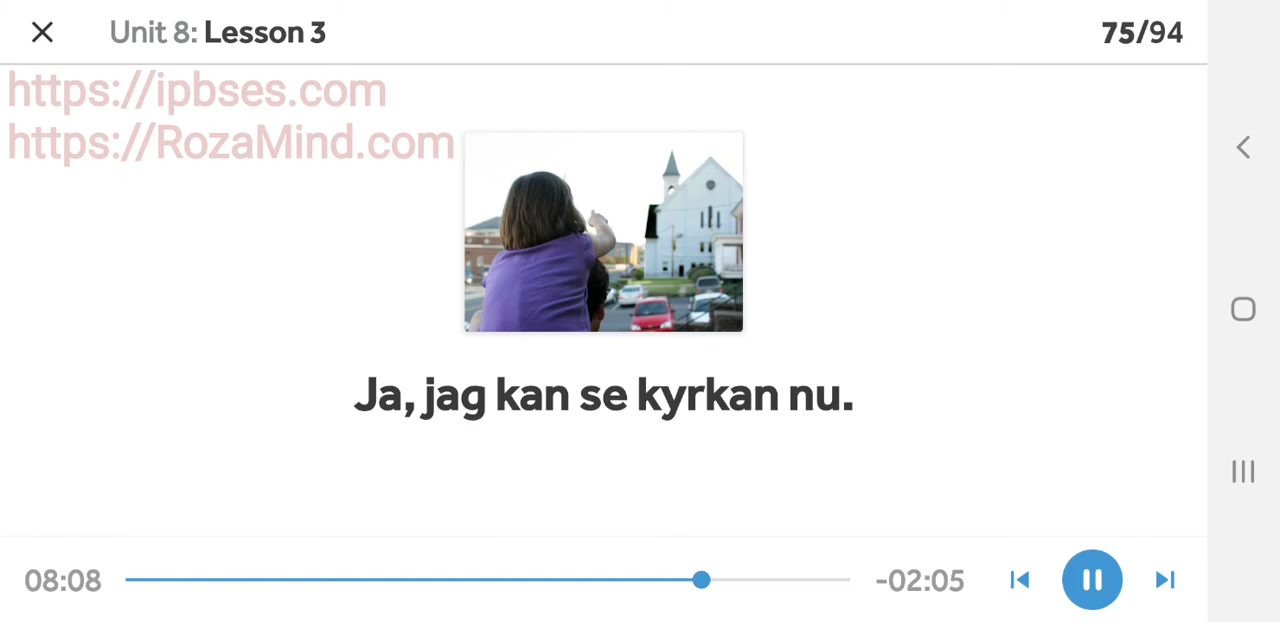 Unit 8: Lesson 3
75/94
https://ipbses.com
https://RozaMind.com
Ja, jag kan se kyrkan nu.
08:08
-02:05